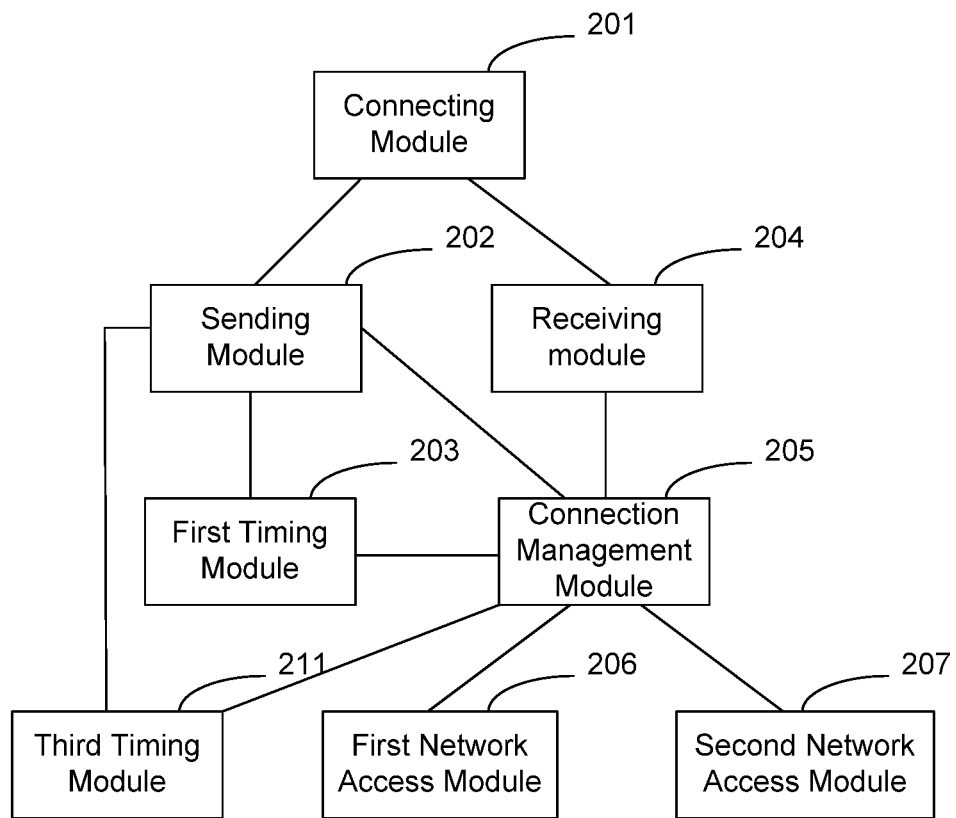 201
Connecting
Module
202
204
Sending
Module
Receiving
module
203
205
First Timing
Module
Connection
Management
Module
211
206
207
Third Timing
Module
First Network
Access Module
Second Network
Access Module